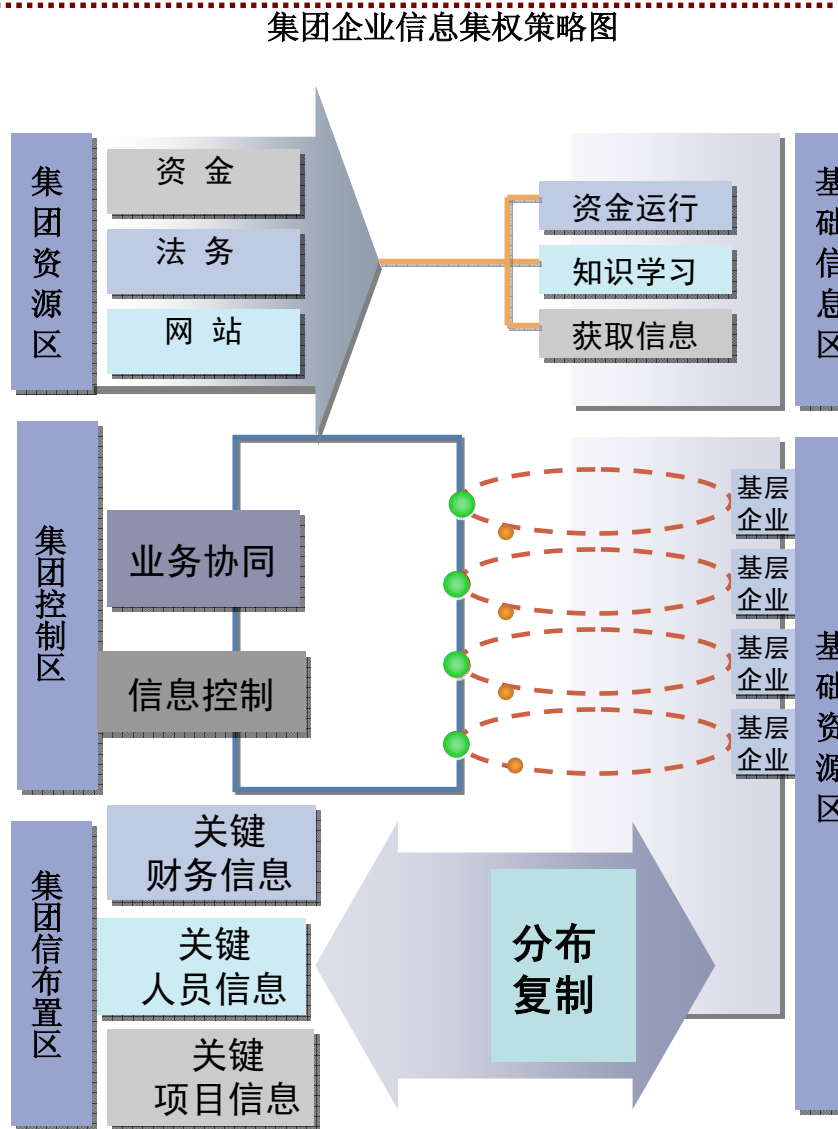 集团企业信息集权策略图
集团资源区
资 金
法 务
网 站
资金运行
知识学习
获取信息
基础信息区
集团控制区
业务协同
信息控制
基层
企业
基层
企业
基层
企业
基层
企业
基础资源区
集团信布置区
关键
财务信息
关键
人员信息
关键
项目信息
分布
复制